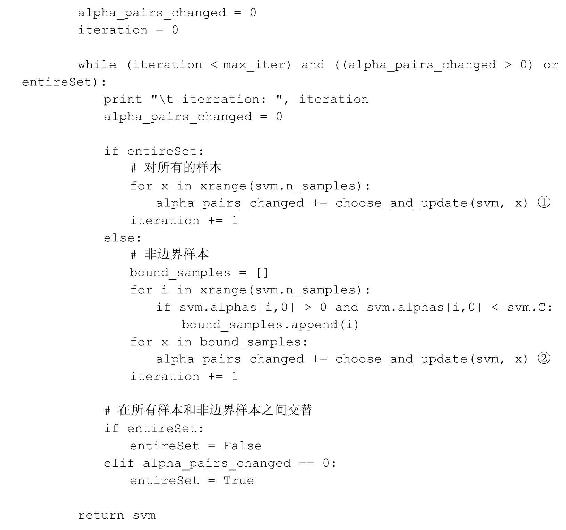 alpha_pairs_changed = 0
iteration = 0
while (iteration < max_iter) and ((alpha_pairs_changed > 0) or
entireSet):
print "\t iterration: ", iteration
alpha_pairs_changed = 0
if entireSet:
# 对所有的样本
for x in xrange(svm.n_samples):
alpha_pairs_changed += choose_and_update(svm, x) ①
iteration += 1
else:
# 非边界样本
bound_samples = []
for i in xrange(svm.n_samples):
if svm.alphas[i,0] > 0 and svm.alphas[i,0] < svm.C:
bound_samples.append(i)
for x in bound_samples:
alpha_pairs_changed += choose_and_update(svm, x) ②
iteration += 1
# 在所有样本和非边界样本之间交替
if entireSet:
entireSet = False
elif alpha_pairs_changed == 0:
entireSet = True
return svm